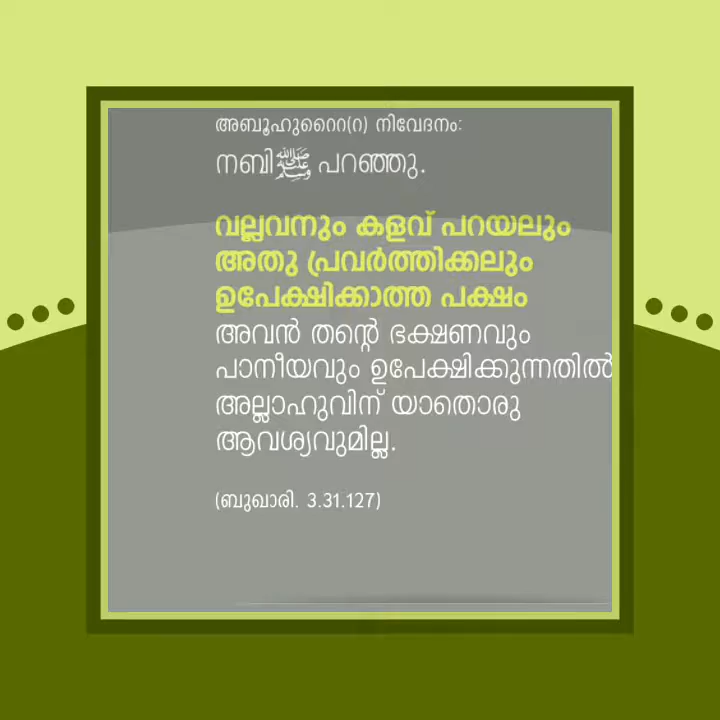 അബൂഹുറൈറ(റ) നിവേദനം:
നബിﷺ പറഞ്ഞു.
വല്ലവനും കളവ് പറയലും
അതു പ്രവർത്തിക്കലും
ഉപേക്ഷിക്കാത്ത പക്ഷം
അവൻ തന്റെ ഭക്ഷണവും
പാനീയവും ഉപേക്ഷിക്കുന്നതിൽ
അല്ലാഹുവിന് യാതൊരു
ആവശ്യവുമില്ല.
(ബുഖാരി. 3.31.127)